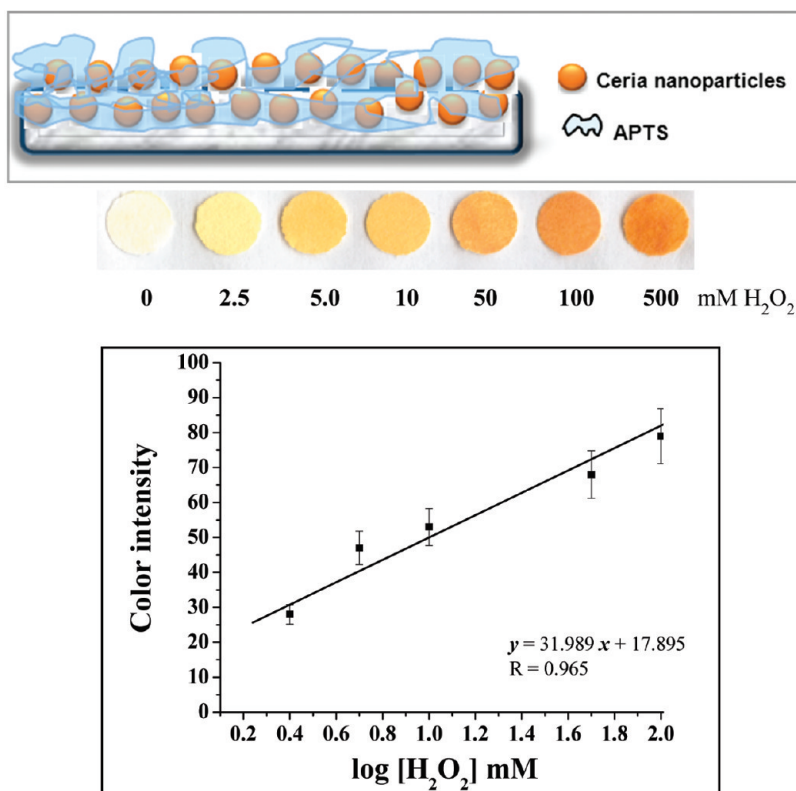 Ceria nanoparticles
APTS
0 2.5 5.0 10 50 100 500 mM H₂O₂
100
90
80
70
60
50
40
30
20
10
0
Color intensity
y = 31.989 x + 17.895
R = 0.965
0.2 0.4 0.6 0.8 1.0 1.2 1.4 1.6 1.8 2.0
log [H₂O₂] mM